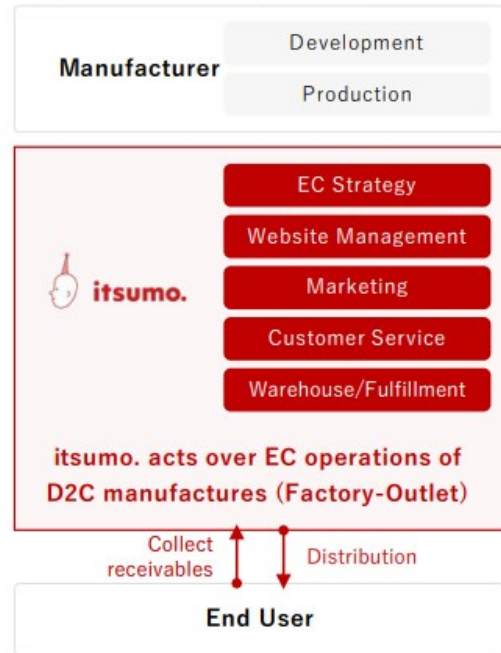 Manufacturer
Development
Production
itsumo.
EC Strategy
Website Management
Marketing
Customer Service
Warehouse/Fulfillment
itsumo. acts over EC operations of
D2C manufactures (Factory-Outlet)
Collect
receivables
Distribution
End User